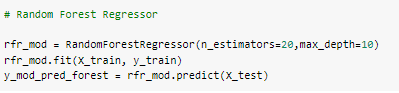 # Random Forest Regressor
rfr_mod = RandomForestRegressor(n_estimators=20,max_depth=10)
rfr_mod.fit(X_train, y_train)
y_mod_pred_forest = rfr_mod.predict(X_test)